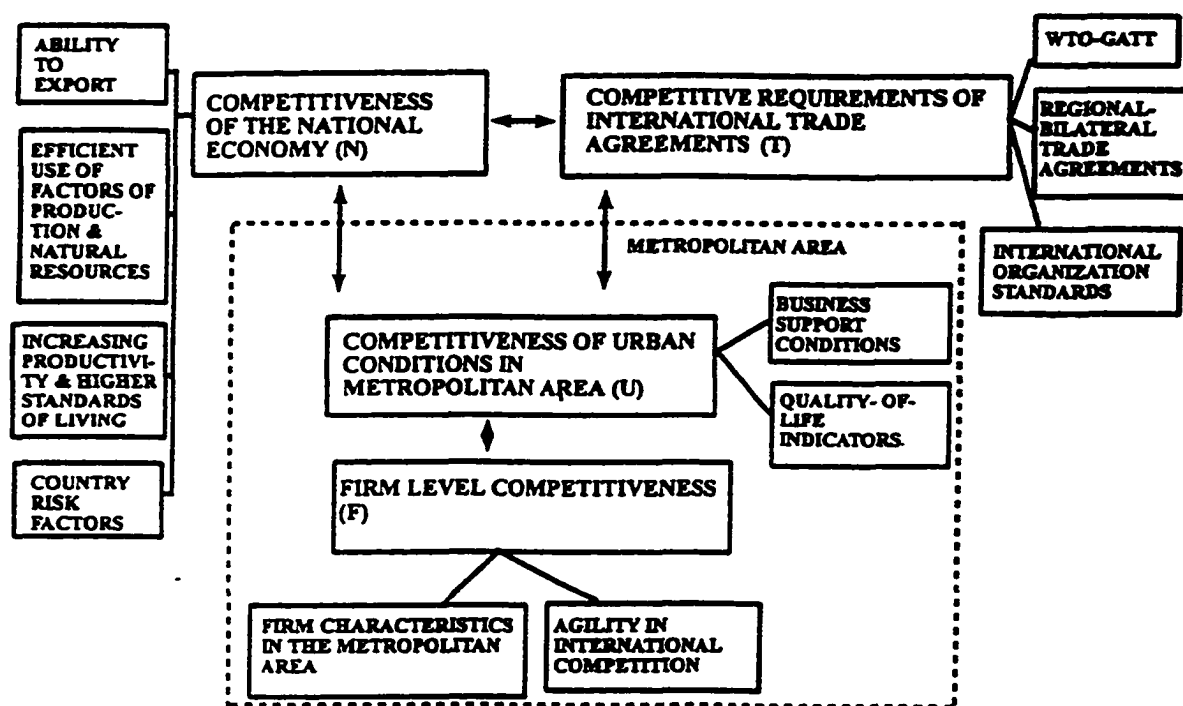 ABILITY
TO
EXPORT
EFFICIENT
USE OF
FACTORS OF
PRODUC-
TION &
NATURAL
RESOURCES
INCREASING
PRODUCTIVI-
TY & HIGHER
STANDARDS
OF LIVING
COUNTRY
RISK
FACTORS
COMPETITIVENESS
OF THE NATIONAL
ECONOMY (N)
COMPETITIVE REQUIREMENTS OF
INTERNATIONAL TRADE
AGREEMENTS (T)
WTO-GATT
REGIONAL-
BILATERAL
TRADE
AGREEMENTS
INTERNATIONAL
ORGANIZATION
STANDARDS
METROPOLITAN AREA
COMPETITIVENESS OF URBAN
CONDITIONS IN
METROPOLITAN AREA (U)
BUSINESS
SUPPORT
CONDITIONS
QUALITY-OF-
LIFE
INDICATORS
FIRM LEVEL COMPETITIVENESS
(F)
FIRM CHARACTERISTICS
IN THE METROPOLITAN
AREA
AGILITY IN
INTERNATIONAL
COMPETITION